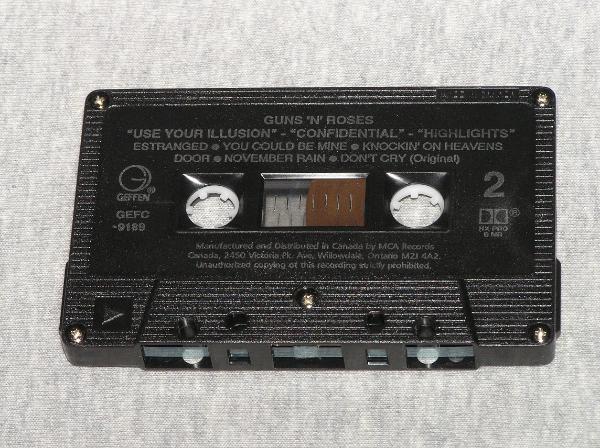 GUNS 'N' ROSES
"USE YOUR ILLUSION" - "CONFIDENTIAL" - "HIGHLIGHTS"
ESTRANGED ● YOU COULD BE MINE ● KNOCKIN' ON HEAVENS
DOOR ● NOVEMBER RAIN ● DON'T CRY (Original)
G ®
GEFFEN
GEFC
-9189
2
®
HX-PRO
B NR
Manufactured and Distributed in Canada by MCA Records
Canada, 2450 Victoria Pk. Ave, Willowdale, Ontario M2J 4A2.
Unauthorized copying of this recording strictly prohibited.